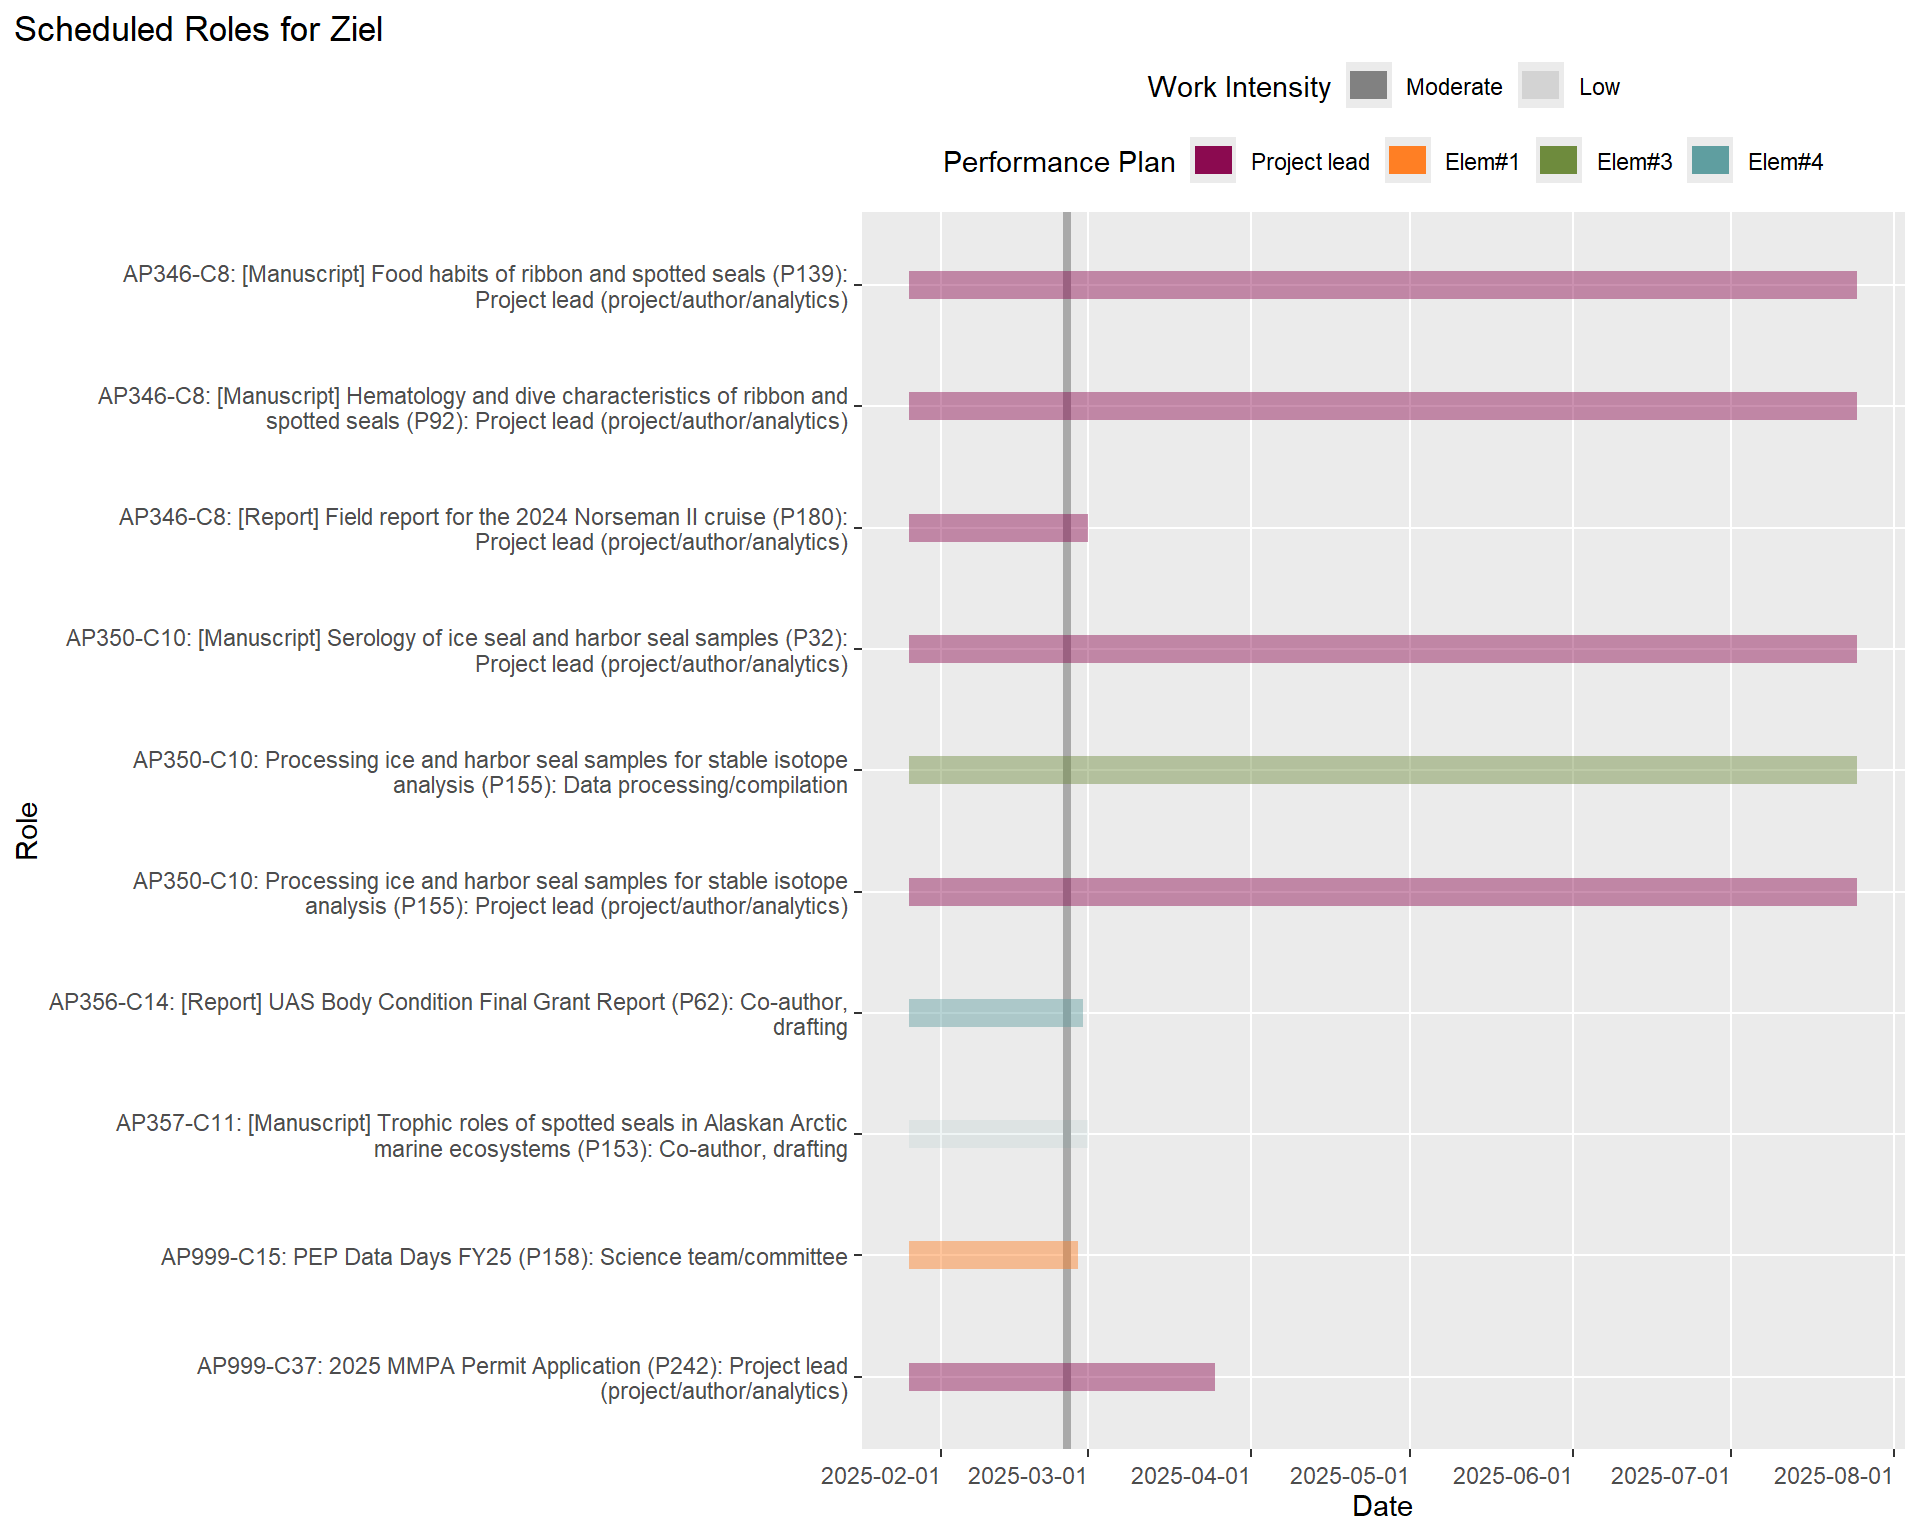 Scheduled Roles for Ziel
Work Intensity Moderate Low
Performance Plan Project lead Elem#1 Elem#3 Elem#4
AP346-C8: [Manuscript] Food habits of ribbon and spotted seals (P139):
Project lead (project/author/analytics)
AP346-C8: [Manuscript] Hematology and dive characteristics of ribbon and
spotted seals (P92): Project lead (project/author/analytics)
AP346-C8: [Report] Field report for the 2024 Norseman II cruise (P180):
Project lead (project/author/analytics)
AP350-C10: [Manuscript] Serology of ice seal and harbor seal samples (P32):
Project lead (project/author/analytics)
AP350-C10: Processing ice and harbor seal samples for stable isotope
analysis (P155): Data processing/compilation
AP350-C10: Processing ice and harbor seal samples for stable isotope
analysis (P155): Project lead (project/author/analytics)
AP356-C14: [Report] UAS Body Condition Final Grant Report (P62): Co-author,
drafting
AP357-C11: [Manuscript] Trophic roles of spotted seals in Alaskan Arctic
marine ecosystems (P153): Co-author, drafting
AP999-C15: PEP Data Days FY25 (P158): Science team/committee
AP999-C37: 2025 MMPA Permit Application (P242): Project lead
(project/author/analytics)
Role
2025-02-01 2025-03-01 2025-04-01 2025-05-01 2025-06-01 2025-07-01 2025-08-01
Date